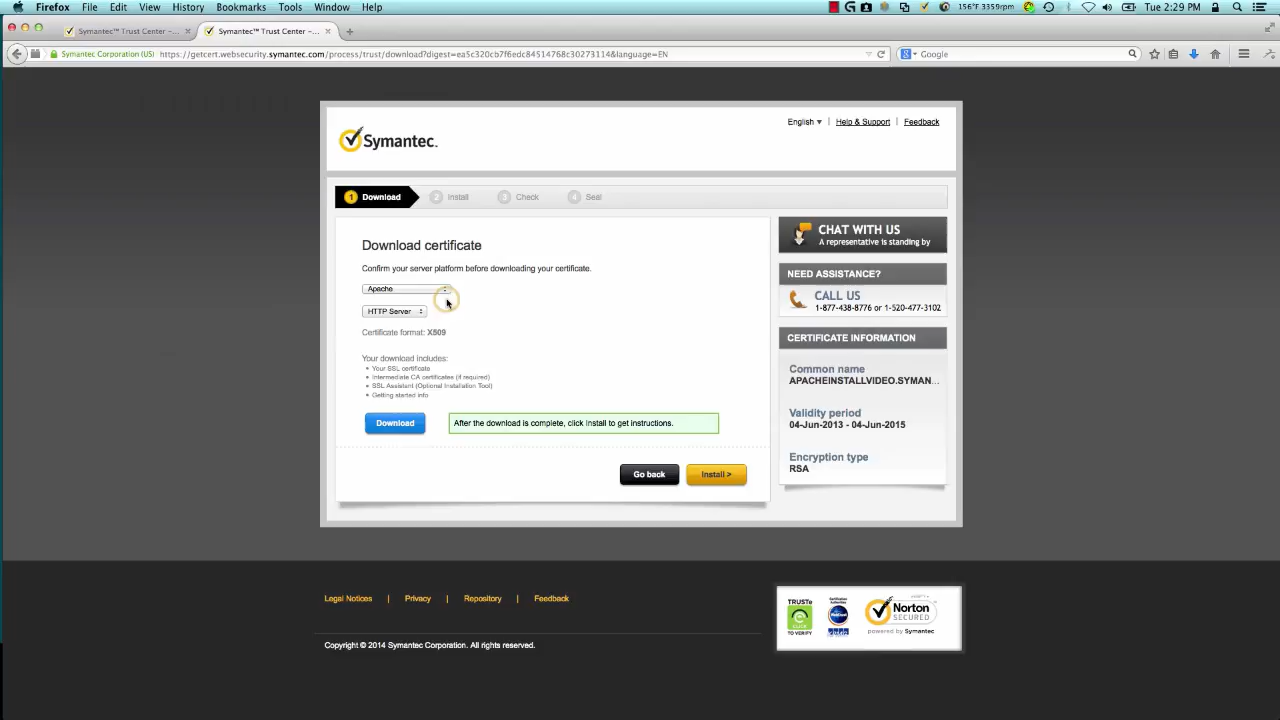 Firefox File Edit View History Bookmarks Tools Window Help 156°F 3359rpm Tue 2:29 PM
Symantec™ Trust Center –... Symantec™ Trust Center –...
Symantec Corporation (US) https://getcert.websecurity.symantec.com/process/trust/download?digest=ea5c320cb7f6edc84514768c30273114&language=EN Google
English Help & Support Feedback
Symantec.
1 Download 2 Install 3 Check 4 Seal
Download certificate
Confirm your server platform before downloading your certificate.
Apache
HTTP Server
Certificate format: X509
Your download includes:
• Your SSL certificate
• Intermediate CA certificates (if required)
• SSL Assistant (Optional Installation Tool)
• Getting started info
Download After the download is complete, click Install to get instructions.
Go back Install >
CHAT WITH US
A representative is standing by
NEED ASSISTANCE?
CALL US
1-877-438-8776 or 1-520-477-3102
CERTIFICATE INFORMATION
Common name
APACHEINSTALLVIDEO.SYMAN...
Validity period
04-Jun-2013 - 04-Jun-2015
Encryption type
RSA
Legal Notices | Privacy | Repository | Feedback
Copyright © 2014 Symantec Corporation. All rights reserved.
TRUSTe
TO VERIFY
Norton
SECURED
powered by Symantec